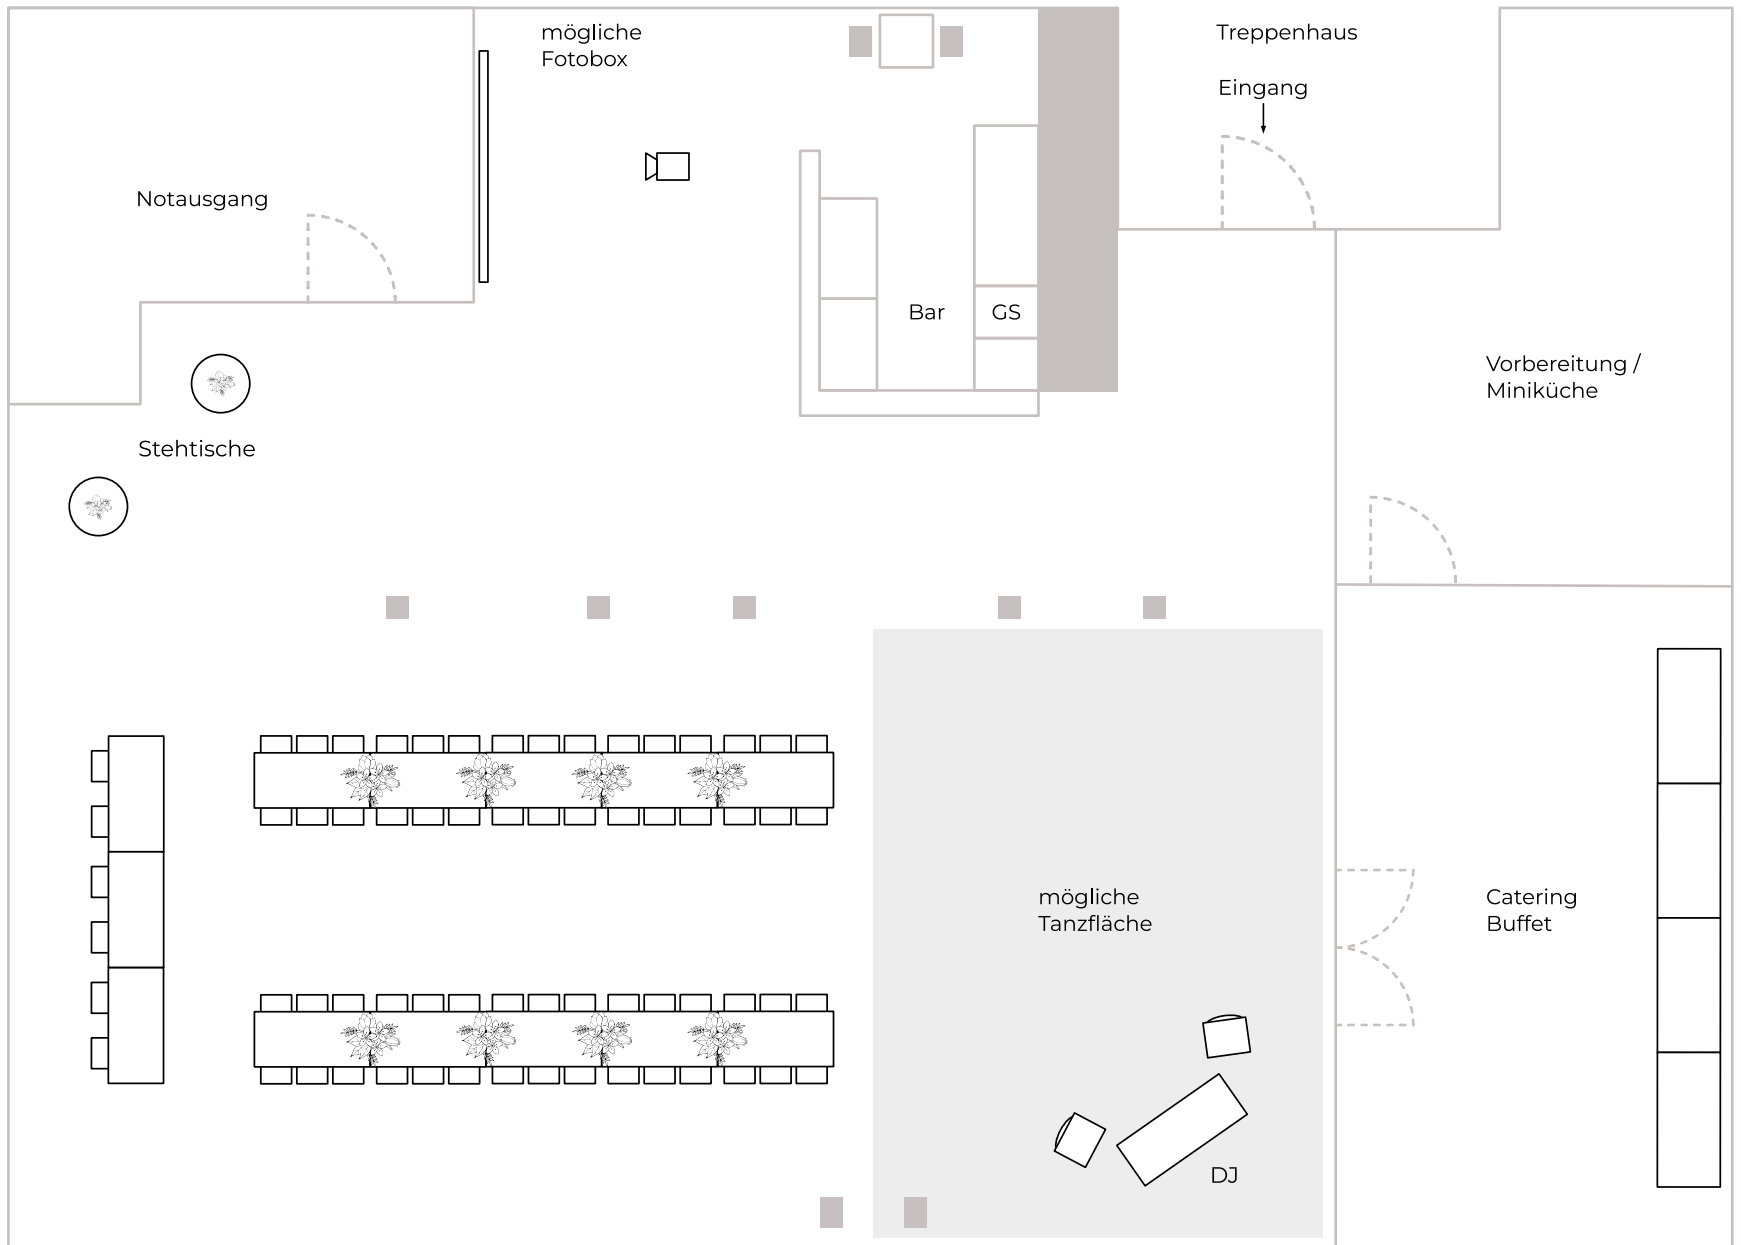 mögliche
Fotobox
Treppenhaus
Eingang
Notausgang
Bar
GS
Vorbereitung /
Miniküche
Stehtische
mögliche
Tanzfläche
Catering
Buffet
DJ